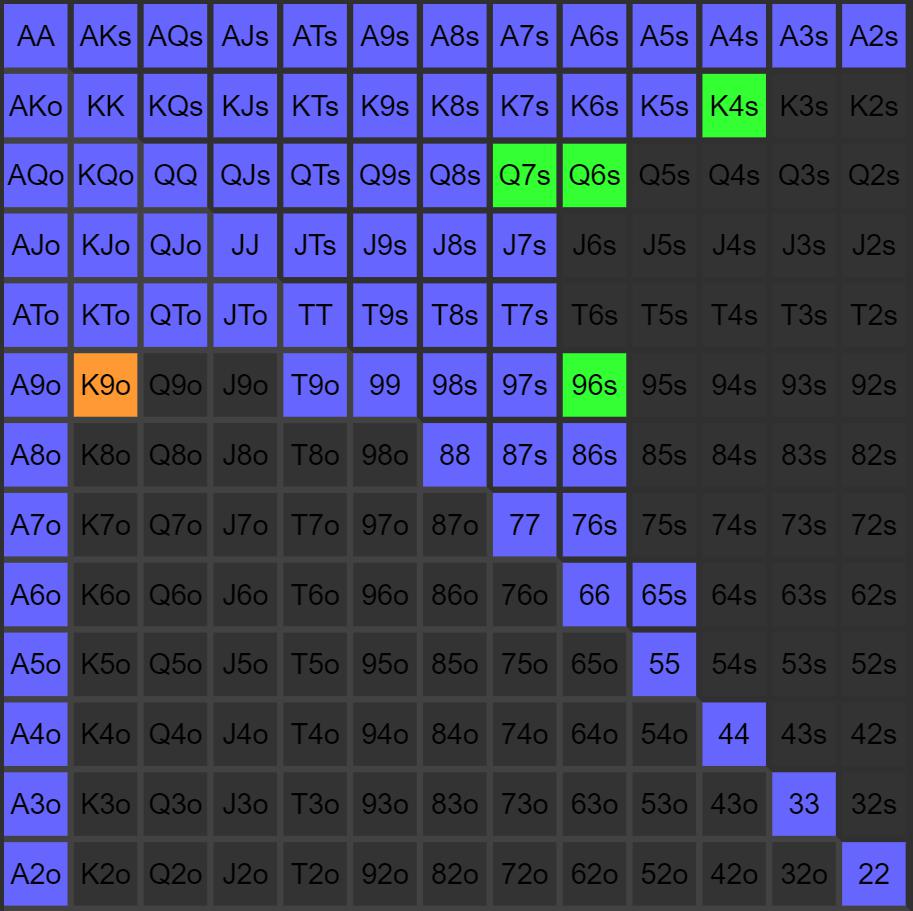 AA AKs AQs AJs ATs A9s A8s A7s A6s A5s A4s A3s A2s
AKo KK KQs KJs KTs K9s K8s K7s K6s K5s K4s K3s K2s
AQo KQo QQ QJs QTs Q9s Q8s Q7s Q6s Q5s Q4s Q3s Q2s
AJo KJo QJo JJ JTs J9s J8s J7s J6s J5s J4s J3s J2s
ATo KTo QTo JTo TT T9s T8s T7s T6s T5s T4s T3s T2s
A9o K9o Q9o J9o T9o 99 98s 97s 96s 95s 94s 93s 92s
A8o K8o Q8o J8o T8o 98o 88 87s 86s 85s 84s 83s 82s
A7o K7o Q7o J7o T7o 97o 87o 77 76s 75s 74s 73s 72s
A6o K6o Q6o J6o T6o 96o 86o 76o 66 65s 64s 63s 62s
A5o K5o Q5o J5o T5o 95o 85o 75o 65o 55 54s 53s 52s
A4o K4o Q4o J4o T4o 94o 84o 74o 64o 54o 44 43s 42s
A3o K3o Q3o J3o T3o 93o 83o 73o 63o 53o 43o 33 32s
A2o K2o Q2o J2o T2o 92o 82o 72o 62o 52o 42o 32o 22